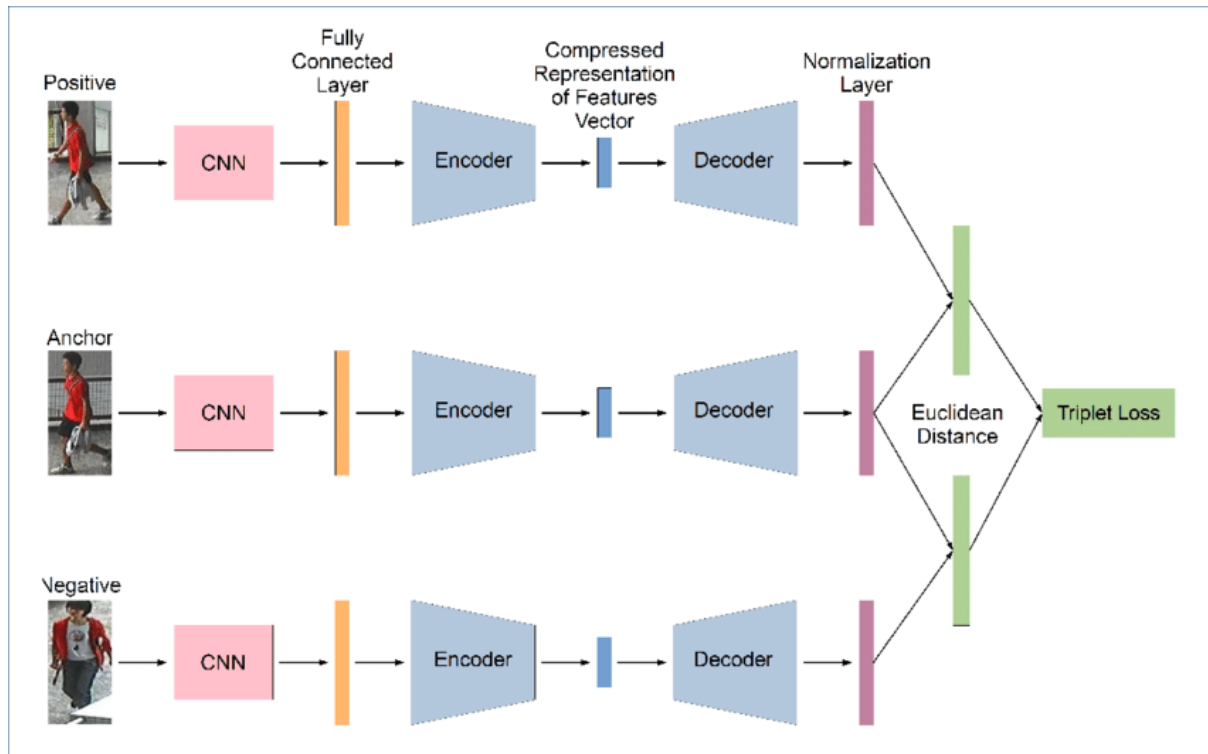 Fully
Connected
Layer
Compressed
Representation
of Features
Vector
Normalization
Layer
Positive
CNN
Encoder
Decoder
Anchor
CNN
Encoder
Decoder
Euclidean
Distance
Triplet Loss
Negative
CNN
Encoder
Decoder